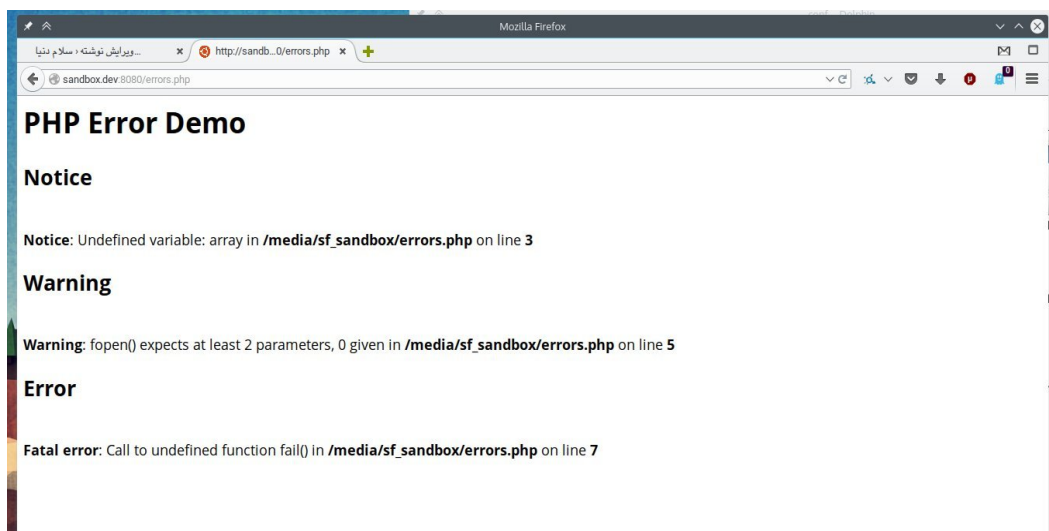 Mozilla Firefox
ویرایش نوشته ‹ سلام دنیا...
http://sandb...0/errors.php
sandbox.dev:8080/errors.php
0
PHP Error Demo
Notice
Notice: Undefined variable: array in /media/sf_sandbox/errors.php on line 3
Warning
Warning: fopen() expects at least 2 parameters, 0 given in /media/sf_sandbox/errors.php on line 5
Error
Fatal error: Call to undefined function fail() in /media/sf_sandbox/errors.php on line 7